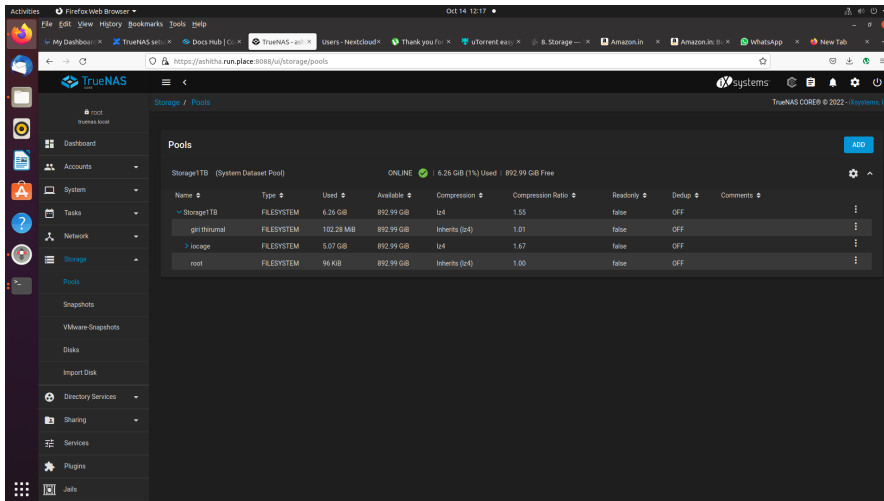 Activities Firefox Web Browser Oct 14 12:17
File Edit View History Bookmarks Tools Help
My Dashboard TrueNAS setu Docs Hub | Co TrueNAS - ash Users - Nextcloud Thank you for uTorrent easy 8. Storage — Amazon.in Amazon.in: Bu WhatsApp New Tab
https://ashitha.run.place:8088/ui/storage/pools
TrueNAS
CORE
systems
root
truenas.local
Storage / Pools
TrueNAS CORE® © 2022 - iXsystems, I
Dashboard
Accounts
System
Tasks
Network
Storage
Pools
Snapshots
VMware-Snapshots
Disks
Import Disk
Directory Services
Sharing
Services
Plugins
Jails
Pools
ADD
Storage1TB (System Dataset Pool) ONLINE | 6.26 GiB (1%) Used | 892.99 GiB Free
Name Type Used Available Compression Compression Ratio Readonly Dedup Comments
Storage1TB FILESYSTEM 6.26 GiB 892.99 GiB lz4 1.55 false OFF
giri thirumal FILESYSTEM 102.28 MiB 892.99 GiB Inherits (lz4) 1.01 false OFF
iocage FILESYSTEM 5.07 GiB 892.99 GiB lz4 1.67 false OFF
root FILESYSTEM 96 KiB 892.99 GiB Inherits (lz4) 1.00 false OFF